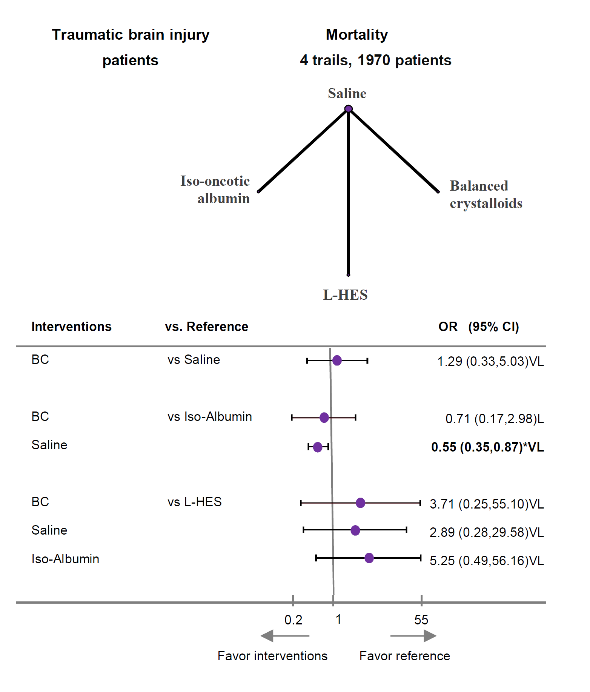 Traumatic brain injury patients
Mortality
4 trails, 1970 patients
Saline
Iso-oncotic albumin
Balanced crystalloids
L-HES
Interventions vs. Reference OR (95% CI)
BC vs Saline 1.29 (0.33,5.03)VL
BC vs Iso-Albumin 0.71 (0.17,2.98)L
Saline 0.55 (0.35,0.87)*VL
BC vs L-HES 3.71 (0.25,55.10)VL
Saline 2.89 (0.28,29.58)VL
Iso-Albumin 5.25 (0.49,56.16)VL
0.2 1 55
Favor interventions Favor reference